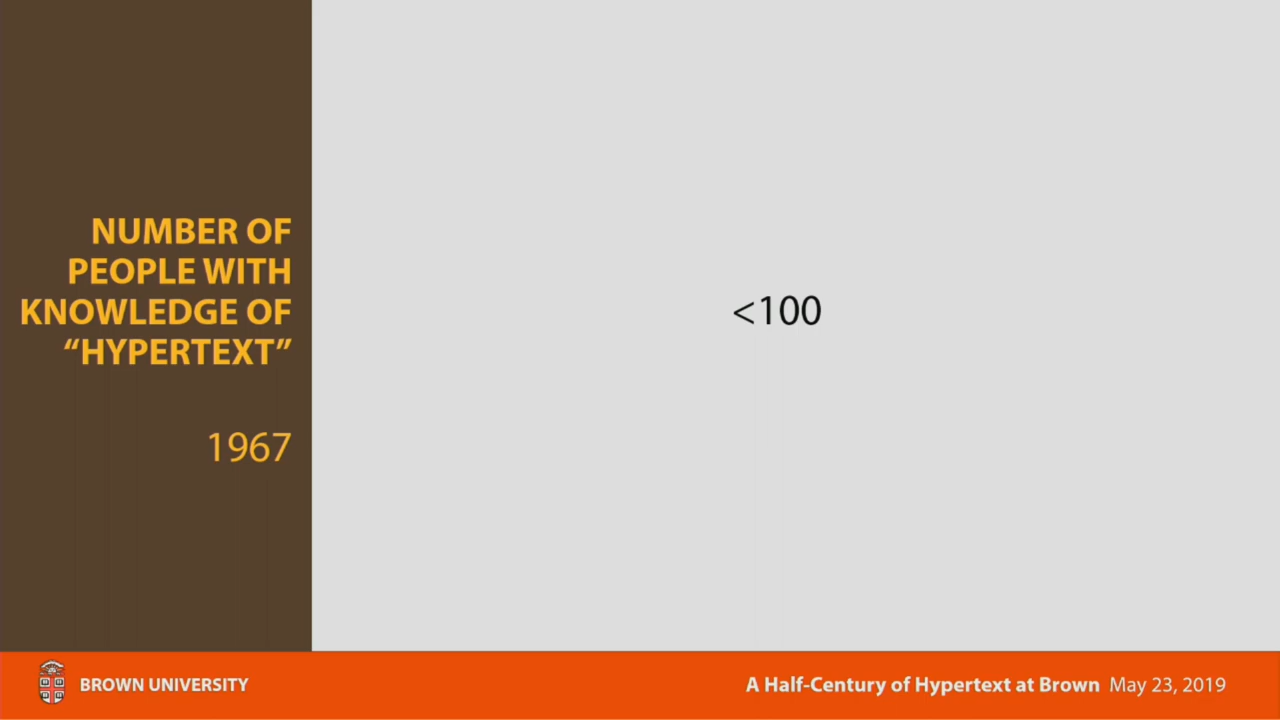 NUMBER OF
PEOPLE WITH
KNOWLEDGE OF
“HYPERTEXT”
1967
<100
BROWN UNIVERSITY
A Half-Century of Hypertext at Brown May 23, 2019